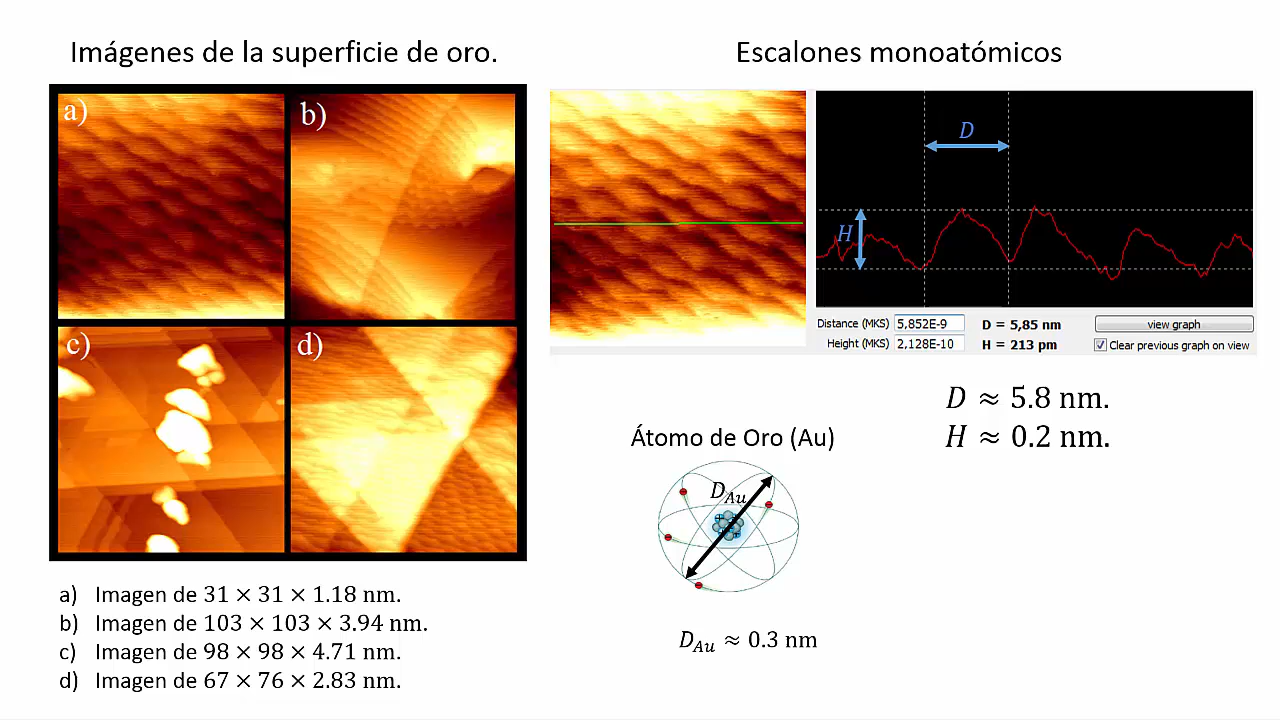 Imágenes de la superficie de oro.
a)
b)
c)
d)
a) Imagen de 31 × 31 × 1.18 nm.
b) Imagen de 103 × 103 × 3.94 nm.
c) Imagen de 98 × 98 × 4.71 nm.
d) Imagen de 67 × 76 × 2.83 nm.
Escalones monoatómicos
D
H
Distance (MKS) 5,852E-9 D = 5,85 nm view graph
Height (MKS) 2,128E-10 H = 213 pm Clear previous graph on view
D ≈ 5.8 nm.
H ≈ 0.2 nm.
Átomo de Oro (Au)
D_Au
D_Au ≈ 0.3 nm